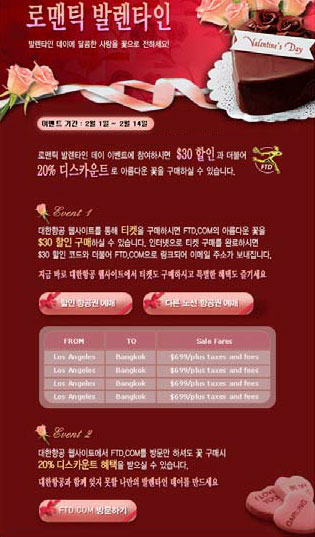 로맨틱 발렌타인
발렌타인 데이에 달콤한 사랑을 꽃으로 전하세요!
Valentine's Day
이벤트 기간 : 2월 1일 ~ 2월 14일
로맨틱 발렌타인 데이 이벤트에 참여하시면 $30 할인과 더불어
20% 디스카운트로 아름다운 꽃을 구매하실 수 있습니다.
FTD
Event 1
대한항공 웹사이트를 통해 티켓을 구매하시면 FTD.COM의 아름다운 꽃을
$30 할인 구매하실 수 있습니다. 인터넷으로 티켓 구매를 완료하시면
$30 할인 코드와 더불어 FTD.COM으로 링크되어 이메일 주소가 보내집니다.
지금 바로 대한항공 웹사이트에서 티켓도 구매하시고 특별한 혜택도 즐기세요
할인 항공권 예매
다른 노선 항공권 예매
FROM TO Sale Fares
Los Angeles Bangkok $699/plus taxes and fees
Los Angeles Bangkok $699/plus taxes and fees
Los Angeles Bangkok $699/plus taxes and fees
Los Angeles Bangkok $699/plus taxes and fees
Event 2
대한항공 웹사이트에서 FTD.COM를 방문만 하셔도 꽃 구매시
20% 디스카운트 혜택을 받으실 수 있습니다.
대한항공과 함께 잊지 못할 나만의 발렌타인 데이를 만드세요
FTD.COM 방문하기
I LOVE YOU